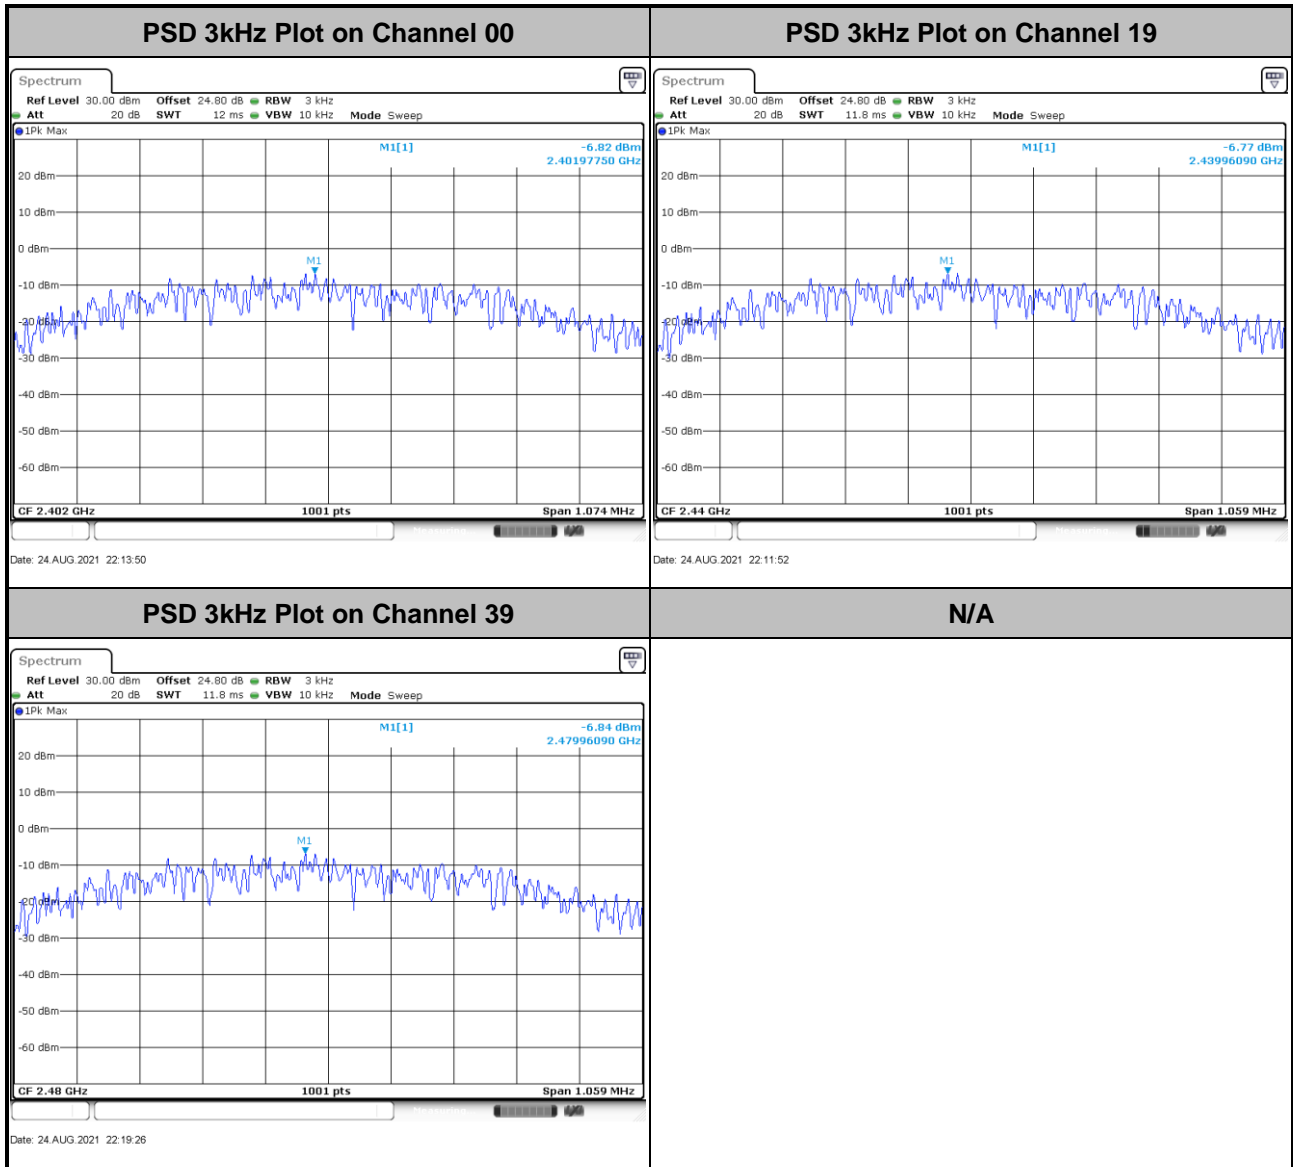 PSD 3kHz Plot on Channel 00
PSD 3kHz Plot on Channel 19
Spectrum
Ref Level 30.00 dBm Offset 24.80 dB RBW 3 kHz
Att 20 dB SWT 12 ms VBW 10 kHz Mode Sweep
1Pk Max
M1[1] -6.82 dBm
2.40197750 GHz
20 dBm
10 dBm
0 dBm
M1
-10 dBm
-20 dBm
-30 dBm
-40 dBm
-50 dBm
-60 dBm
CF 2.402 GHz 1001 pts Span 1.074 MHz
Date: 24.AUG.2021 22:13:50
Spectrum
Ref Level 30.00 dBm Offset 24.80 dB RBW 3 kHz
Att 20 dB SWT 11.8 ms VBW 10 kHz Mode Sweep
1Pk Max
M1[1] -6.77 dBm
2.43996090 GHz
20 dBm
10 dBm
0 dBm
M1
-10 dBm
-20 dBm
-30 dBm
-40 dBm
-50 dBm
-60 dBm
CF 2.44 GHz 1001 pts Span 1.059 MHz
Measuring...
Date: 24.AUG.2021 22:11:52
PSD 3kHz Plot on Channel 39
N/A
Spectrum
Ref Level 30.00 dBm Offset 24.80 dB RBW 3 kHz
Att 20 dB SWT 11.8 ms VBW 10 kHz Mode Sweep
1Pk Max
M1[1] -6.84 dBm
2.47996090 GHz
20 dBm
10 dBm
0 dBm
M1
-10 dBm
-20 dBm
-30 dBm
-40 dBm
-50 dBm
-60 dBm
CF 2.48 GHz 1001 pts Span 1.059 MHz
Measuring...
Date: 24.AUG.2021 22:19:26